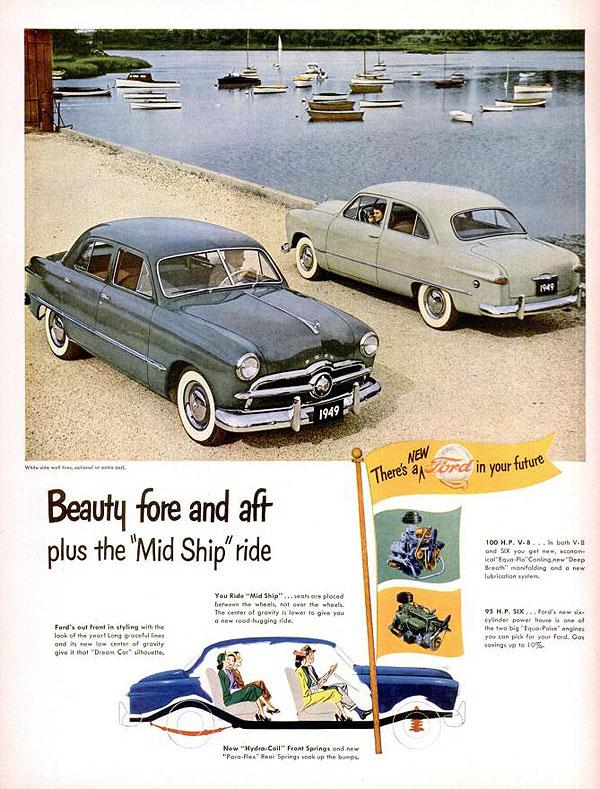 1949
FORD
1949
White side wall tires, optional at extra cost.
There's a NEW Ford in your future
Beauty fore and aft
plus the "Mid Ship" ride
100 H.P. V-8 . . . In both V-8
and SIX you get new, econom-
ical "Equa-Flo" Cooling, new "Deep
Breath" manifolding and a new
lubrication system.
You Ride "Mid Ship" . . . seats are placed
between the wheels, not over the wheels.
The center of gravity is lower to give you
a new road-hugging ride.
95 H.P. SIX . . . Ford's new six-
cylinder power house is one of
the two big "Equa-Poise" engines
you can pick for your Ford. Gas
savings up to 10%.
Ford's out front in styling with the
look of the year! Long graceful lines
and its new low center of gravity
give it that "Dream Car" silhouette.
New "Hydra-Coil" Front Springs and new
"Para-Flex" Rear Springs soak up the bumps.